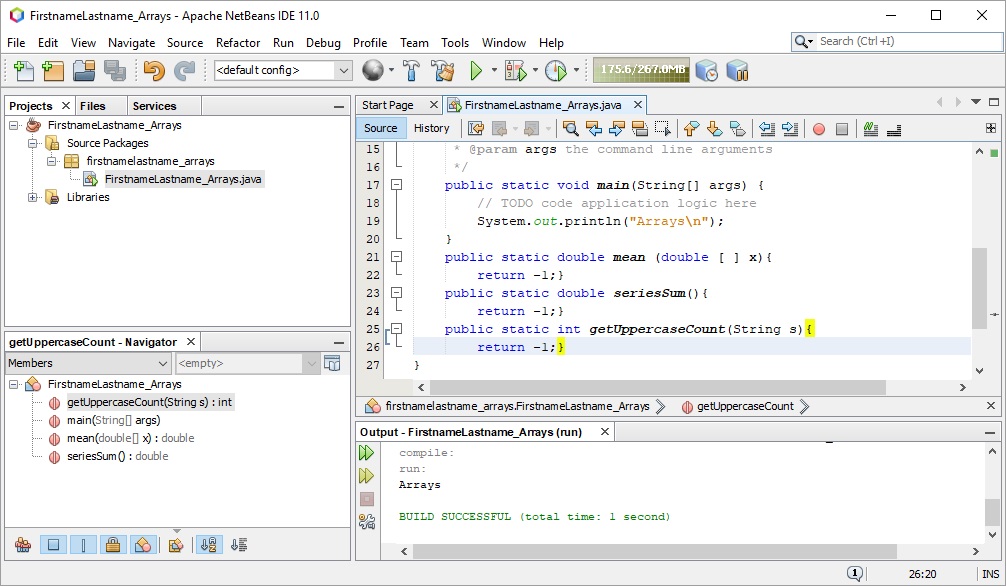 FirstnameLastname_Arrays - Apache NetBeans IDE 11.0
File Edit View Navigate Source Refactor Run Debug Profile Team Tools Window Help
Search (Ctrl+I)
<default config>
175.6/267.0MB
Projects Files Services
FirstnameLastname_Arrays
Source Packages
firstnamelastname_arrays
FirstnameLastname_Arrays.java
Libraries
getUppercaseCount - Navigator
Members <empty>
FirstnameLastname_Arrays
getUppercaseCount(String s) : int
main(String[] args)
mean(double[] x) : double
seriesSum() : double
Start Page FirstnameLastname_Arrays.java
Source History
15 * @param args the command line arguments
16 */
17 public static void main(String[] args) {
18 // TODO code application logic here
19 System.out.println("Arrays\n");
20 }
21 public static double mean (double [ ] x){
22 return -1;}
23 public static double seriesSum(){
24 return -1;}
25 public static int getUppercaseCount(String s){
26 return -1;}
27 }
firstnamelastname_arrays.FirstnameLastname_Arrays getUppercaseCount
Output - FirstnameLastname_Arrays (run)
compile:
run:
Arrays
BUILD SUCCESSFUL (total time: 1 second)
1 26:20 INS